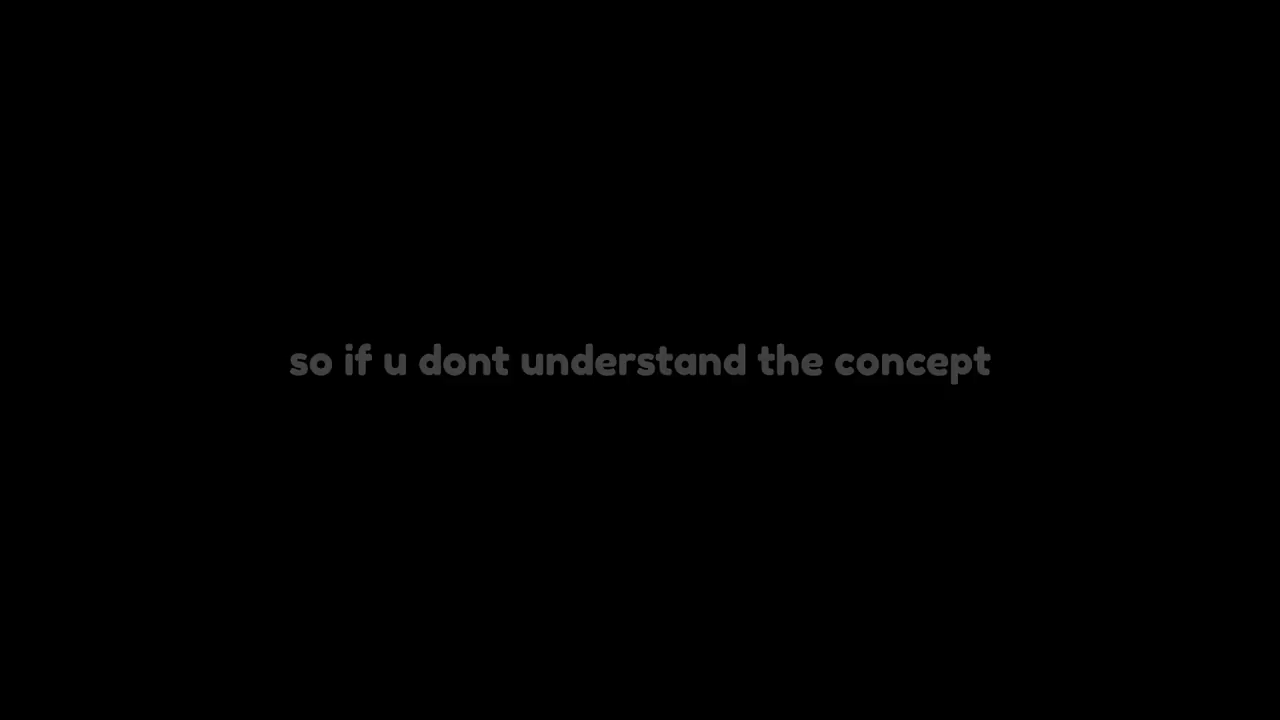 so if u dont understand the concept